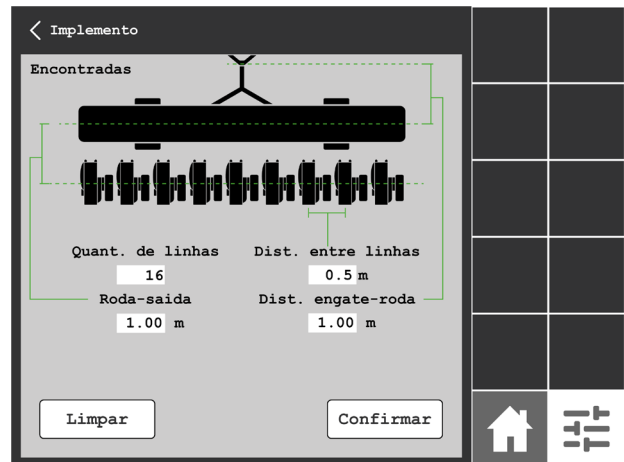 Implemento
Encontradas
Quant. de linhas Dist. entre linhas
16 0.5 m
Roda-saida Dist. engate-roda
1.00 m 1.00 m
Limpar Confirmar